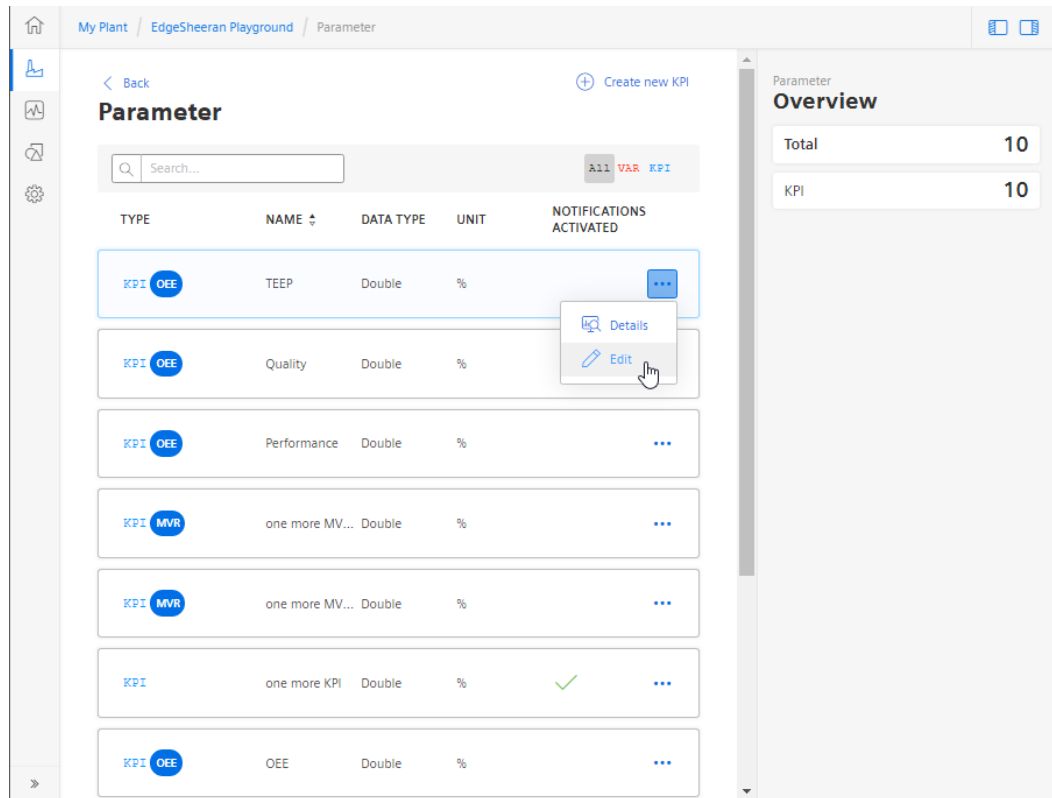 My Plant / EdgeSheeran Playground / Parameter
Back
Create new KPI
Parameter
Search...
All VAR KPI
TYPE NAME DATA TYPE UNIT NOTIFICATIONS ACTIVATED
KPI OEE TEEP Double % ...
Details
Edit
KPI OEE Quality Double %
KPI OEE Performance Double % ...
KPI MVR one more MV... Double % ...
KPI MVR one more MV... Double % ...
KPI one more KPI Double % ...
KPI OEE OEE Double % ...
Parameter
Overview
Total 10
KPI 10